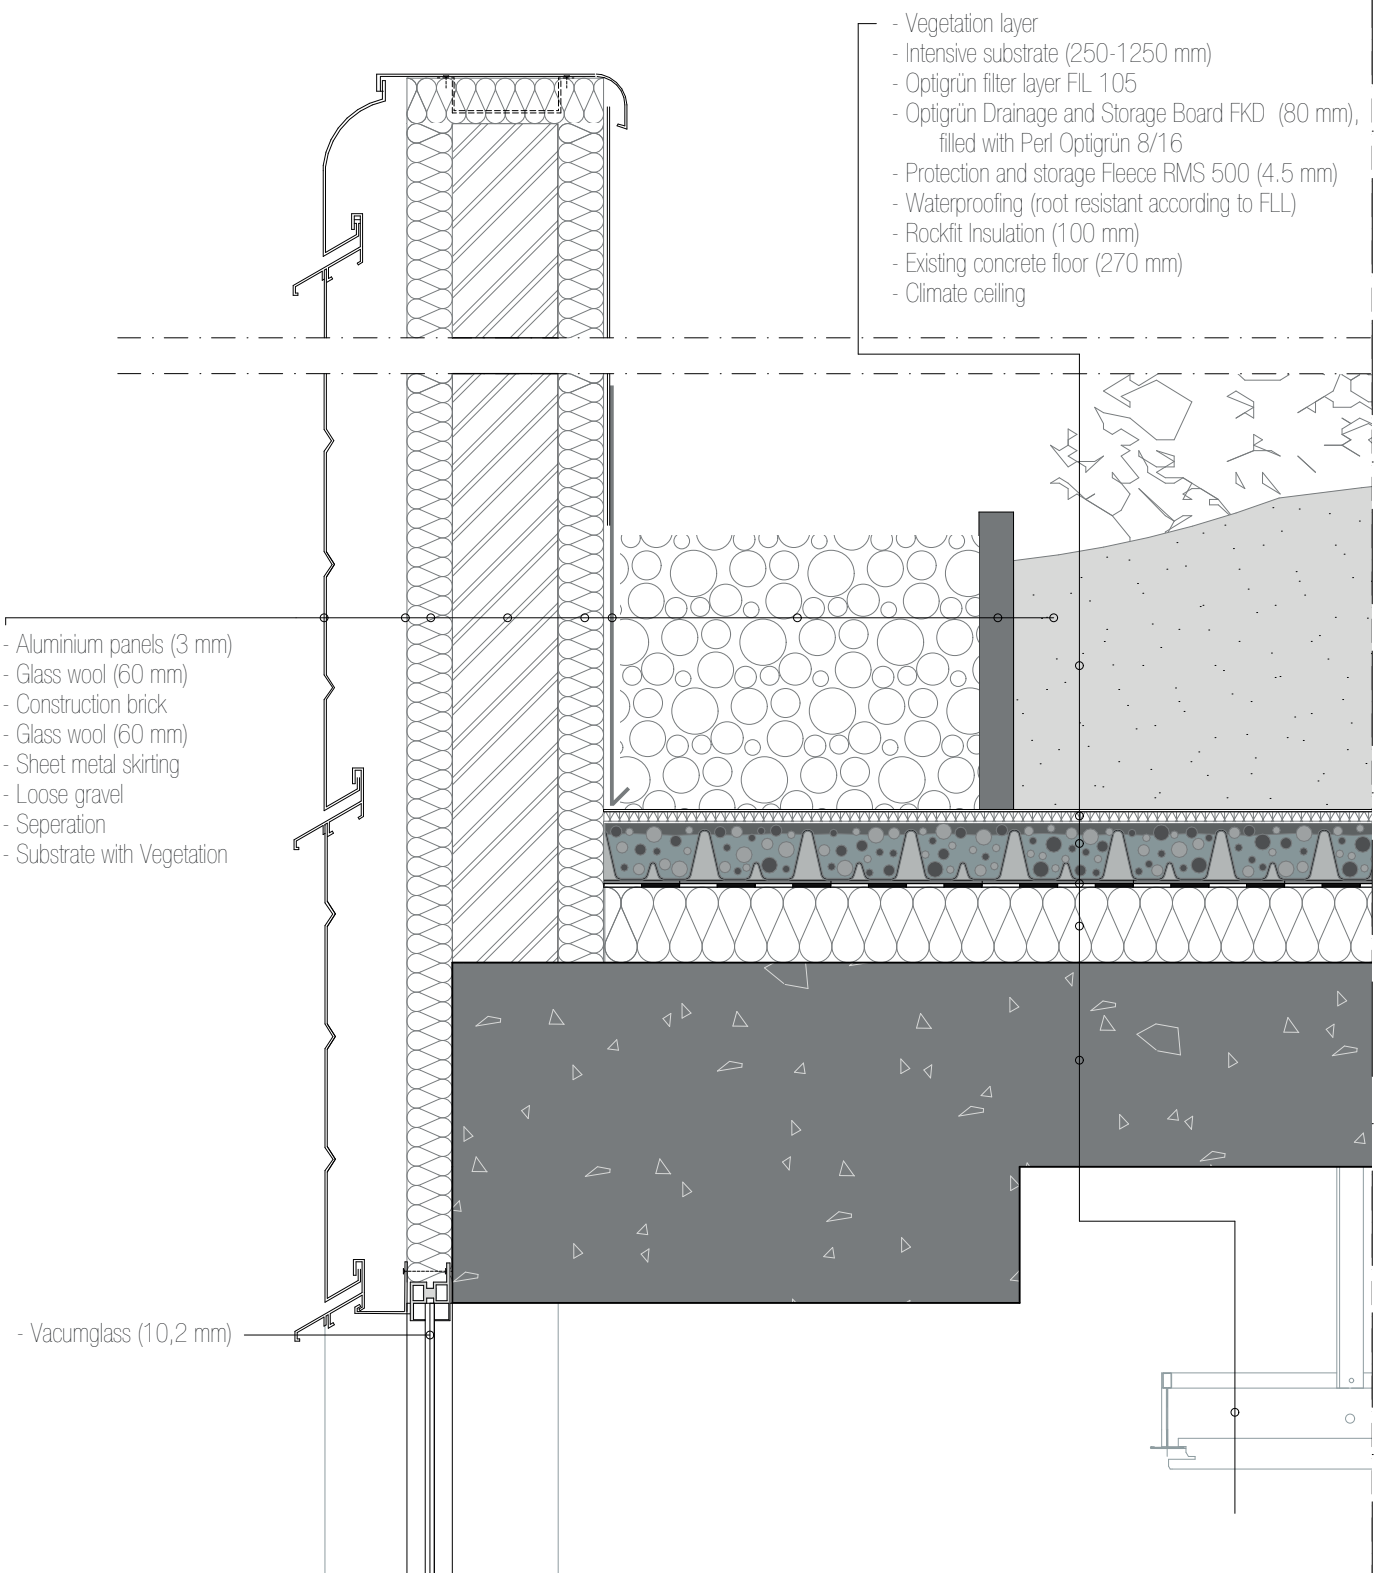 - Vegetation layer
- Intensive substrate (250-1250 mm)
- Optigrün filter layer FIL 105
- Optigrün Drainage and Storage Board FKD (80 mm),
filled with Perl Optigrün 8/16
- Protection and storage Fleece RMS 500 (4.5 mm)
- Waterproofing (root resistant according to FLL)
- Rockfit Insulation (100 mm)
- Existing concrete floor (270 mm)
- Climate ceiling
- Aluminium panels (3 mm)
- Glass wool (60 mm)
- Construction brick
- Glass wool (60 mm)
- Sheet metal skirting
- Loose gravel
- Seperation
- Substrate with Vegetation
- Vacumglass (10,2 mm)